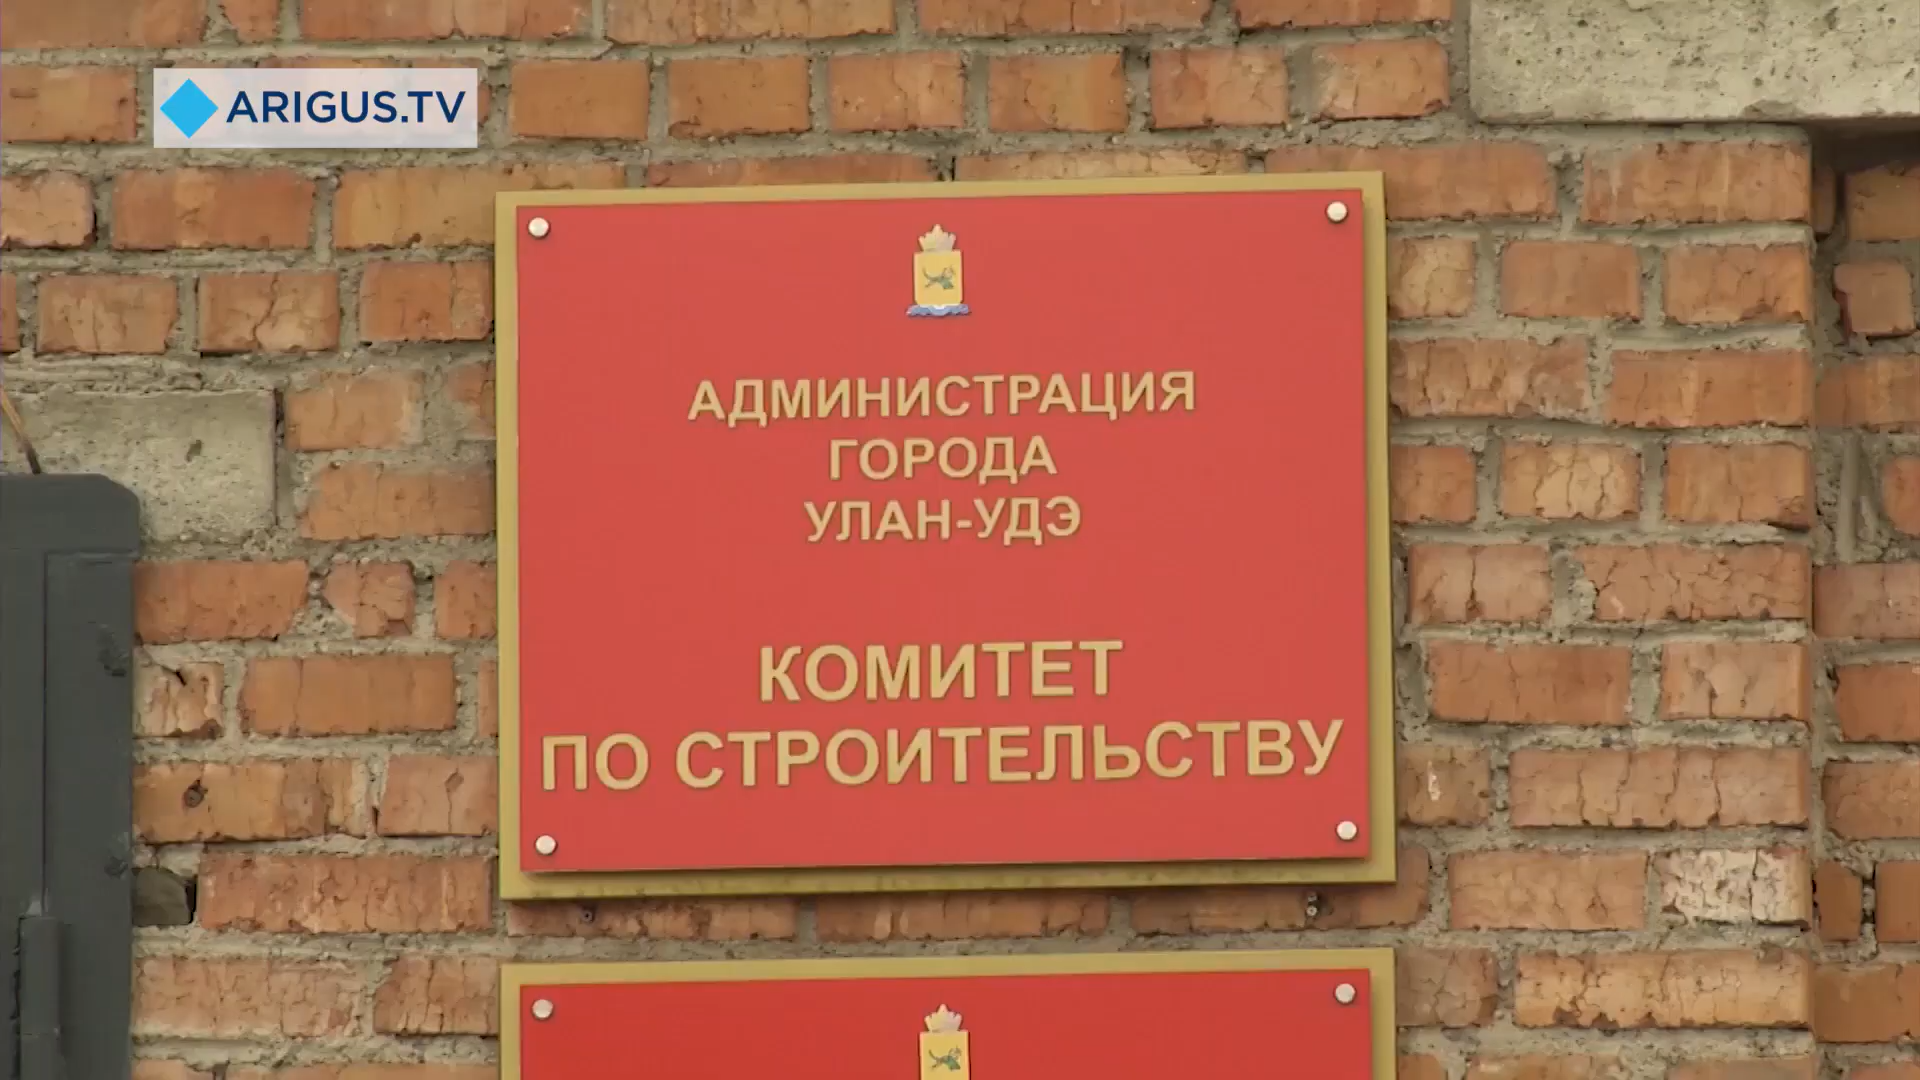 ARIGUS.TV
АДМИНИСТРАЦИЯ
ГОРОДА
УЛАН-УДЭ
КОМИТЕТ
ПО СТРОИТЕЛЬСТВУ